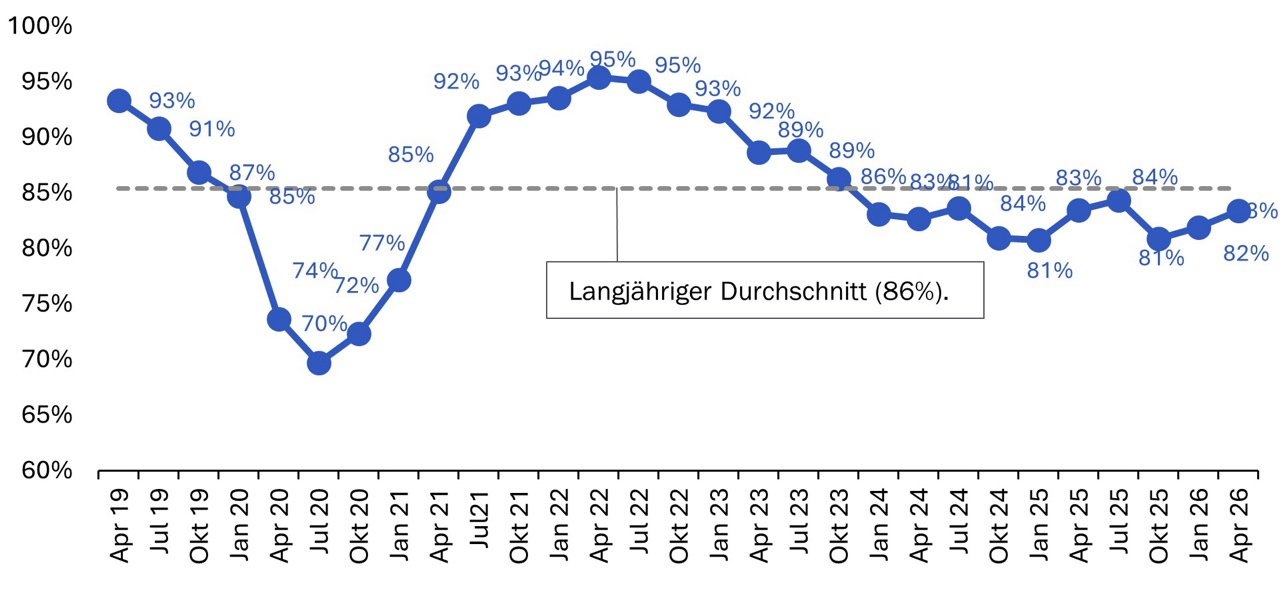 100%
95%
90%
85%
80%
75%
70%
65%
60%
93%
91%
87%
85%
74%
70%
72%
77%
85%
92%
93%
94%
95%
95%
93%
92%
89%
89%
86%
83%
81%
84%
81%
83%
84%
81%
82%
3%
Langjähriger Durchschnitt (86%).
Apr 19
Jul 19
Okt 19
Jan 20
Apr 20
Jul 20
Okt 20
Jan 21
Apr 21
Jul21
Okt 21
Jan 22
Apr 22
Jul 22
Okt 22
Jan 23
Apr 23
Jul 23
Okt 23
Jan 24
Apr 24
Jul 24
Okt 24
Jan 25
Apr 25
Jul 25
Okt 25
Jan 26
Apr 26